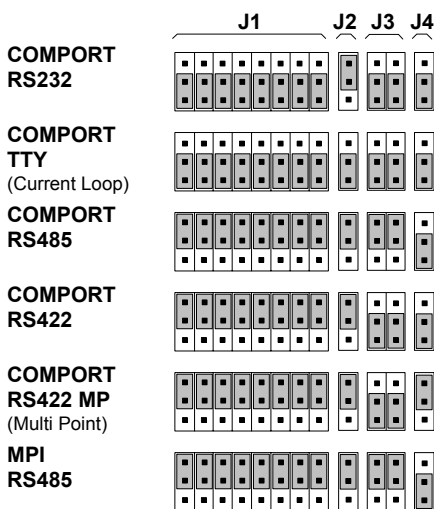 J1 J2 J3 J4
COMPORT
RS232
COMPORT
TTY
(Current Loop)
COMPORT
RS485
COMPORT
RS422
COMPORT
RS422 MP
(Multi Point)
MPI
RS485